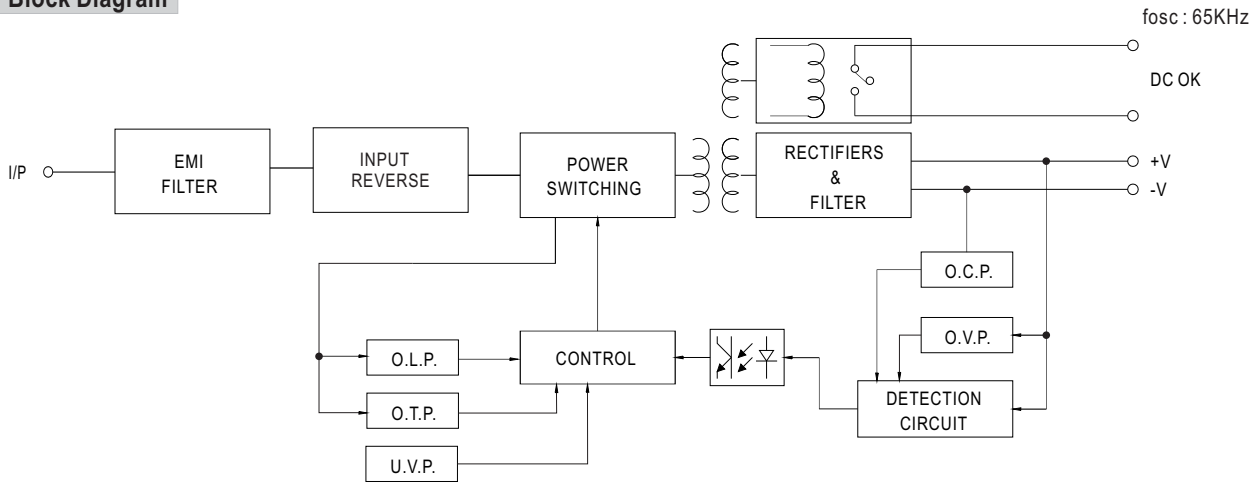 Block Diagram
fosc : 65KHz
DC OK
I/P
EMI
FILTER
INPUT
REVERSE
POWER
SWITCHING
RECTIFIERS
&
FILTER
+V
-V
O.C.P.
O.V.P.
O.L.P.
CONTROL
DETECTION
CIRCUIT
O.T.P.
U.V.P.